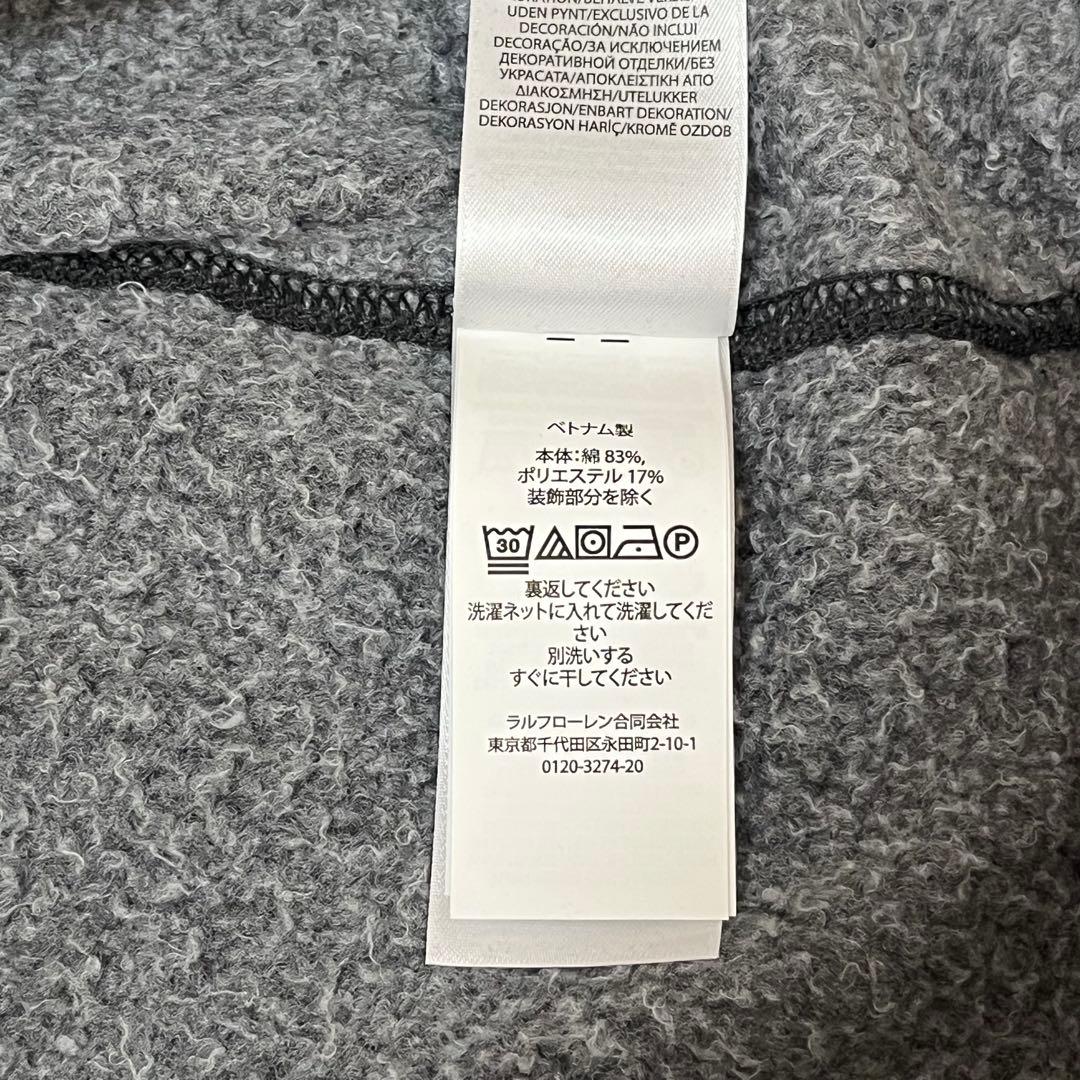 UDEN PYNT/EXCLUSIVO DE LA
DECORACIÓN/NÃO INCLUI
DECORAÇÃO/ЗА ИСКЛЮЧЕНИЕМ
ДЕКОРАТИВНОЙ ОТДЕЛКИ/БЕЗ
УКРАСАТА/ΑΠΟΚΛΕΙΣΤΙΚΗ ΑΠΟ
ΔΙΑΚΟΣΜΗΣΗ/UTELUKKER
DEKORASJON/ENBART DEKORATION/
DEKORASYON HARİÇ/KROMĚ OZDOB
ベトナム製
本体:綿 83%,
ポリエステル 17%
装飾部分を除く
30 P
裏返してください
洗濯ネットに入れて洗濯してくだ
さい
別洗いする
すぐに干してください
ラルフローレン合同会社
東京都千代田区永田町2-10-1
0120-3274-20